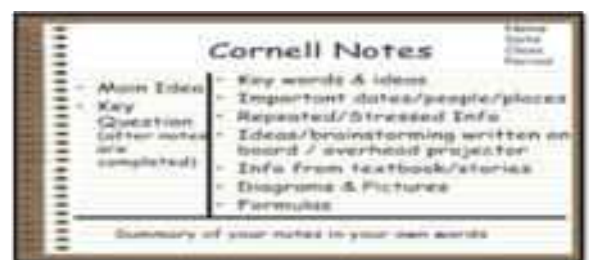 Name
Date
Class
Period
Cornell Notes
- Main Idea
- Key
Question
(after notes
are
completed)
- Key words & ideas
- Important dates/people/places
- Repeated/Stressed Info
- Ideas/brainstorming written on
board / overhead projector
- Info from textbook/stories
- Diagrams & Pictures
- Formulas
Summary of your notes in your own words